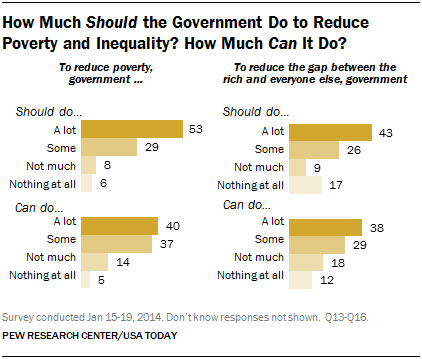 How Much Should the Government Do to Reduce
Poverty and Inequality? How Much Can It Do?
To reduce poverty,
government ...
Should do...
A lot 53
Some 29
Not much 8
Nothing at all 6
Can do...
A lot 40
Some 37
Not much 14
Nothing at all 5
To reduce the gap between the
rich and everyone else, government
Should do...
A lot 43
Some 26
Not much 9
Nothing at all 17
Can do...
A lot 38
Some 29
Not much 18
Nothing at all 12
Survey conducted Jan 15-19, 2014. Don't know responses not shown. Q13-Q16.
PEW RESEARCH CENTER/USA TODAY